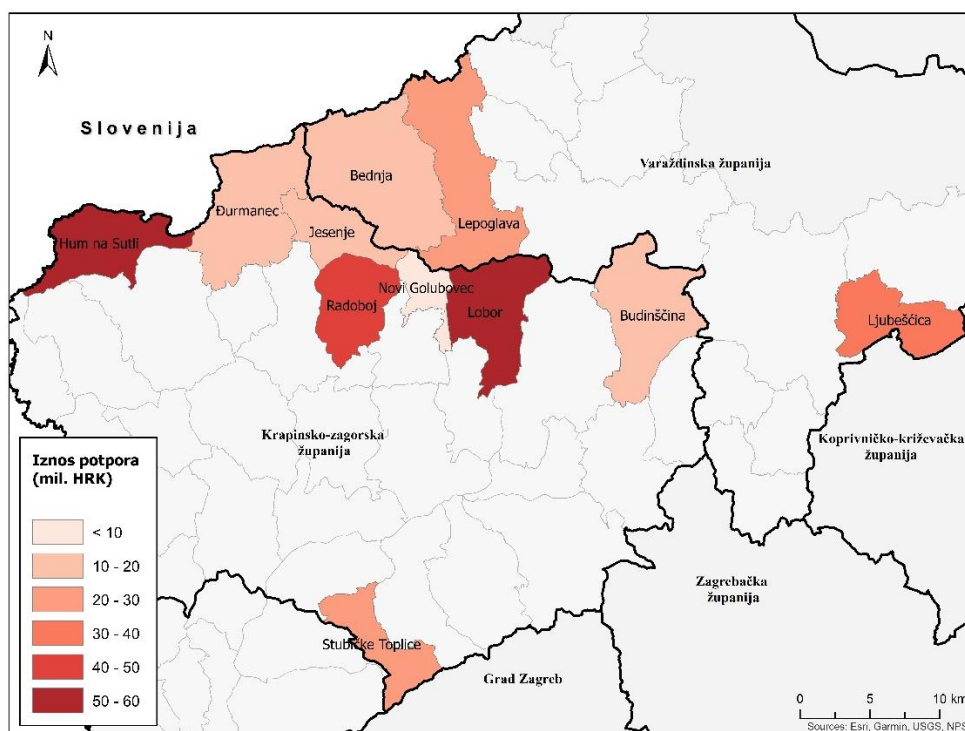 N
Slovenija
Varaždinska županija
Bednja
Đurmanec
Lepoglava
Jesenje
Hum na Sutli
Novi Golubovec
Radoboj
Lobor
Budinščina
Ljubešćica
Krapinsko-zagorska
županija
Koprivničko-križevačka
županija
Iznos potpora
(mil. HRK)
< 10
10 - 20
20 - 30
30 - 40
40 - 50
50 - 60
Zagrebačka
županija
Stubičke Toplice
Grad Zagreb
0 5 10 km
Sources: Esri, Garmin, USGS, NPS